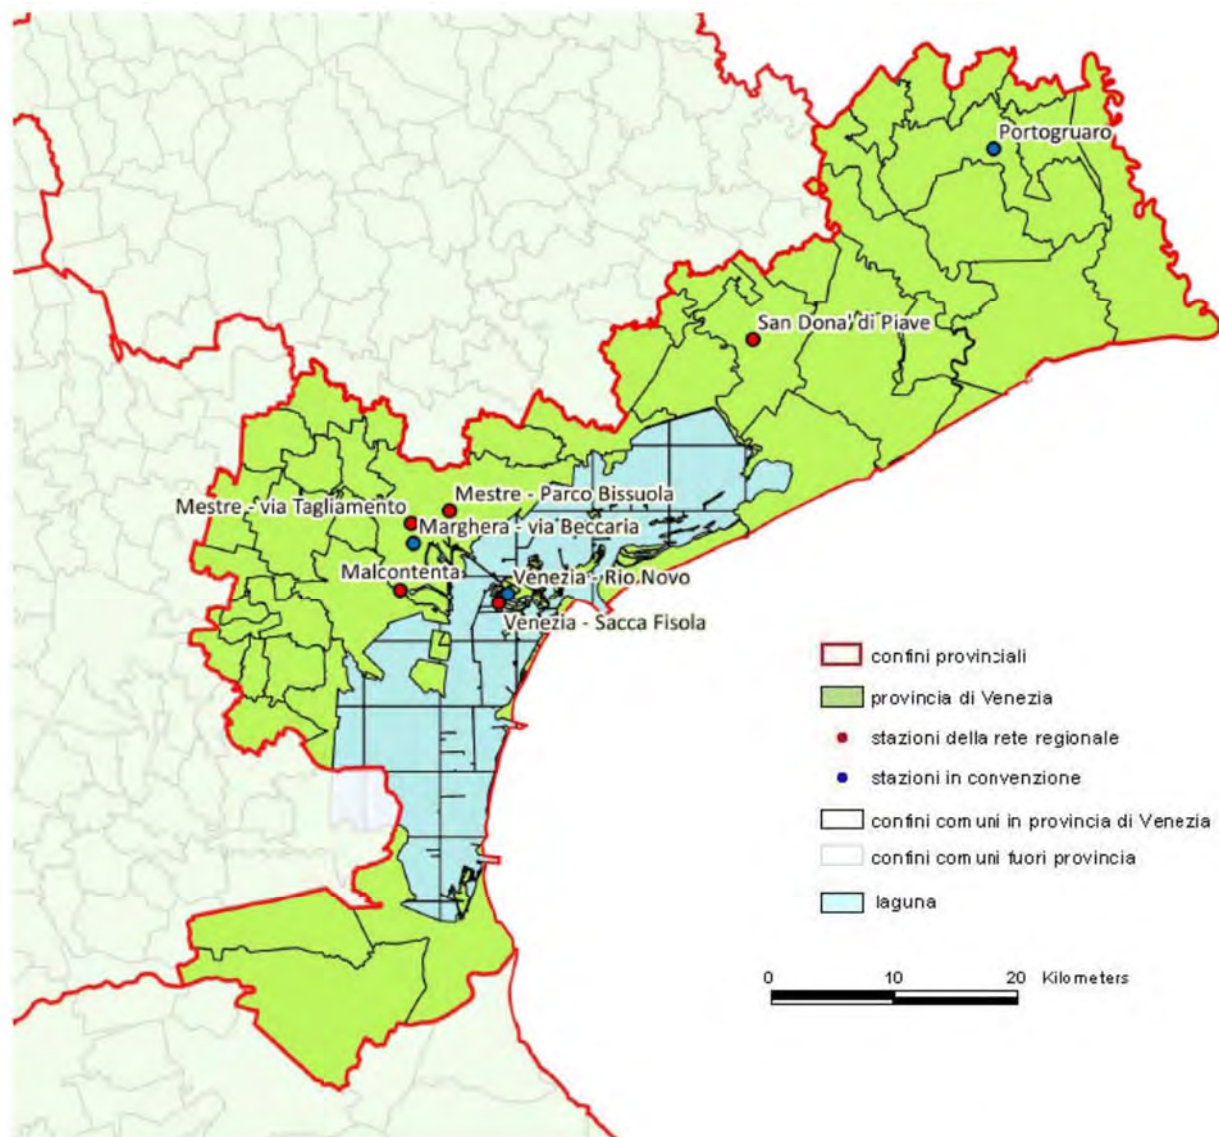 Portogruaro
San Dona' di Piave
Mestre - Parco Bissuola
Mestre - via Tagliamento
Marghera - via Beccaria
Malcontenta
Venezia - Rio Novo
Venezia - Sacca Fisola
confini provinciali
provincia di Venezia
stazioni della rete regionale
stazioni in convenzione
confini comuni in provincia di Venezia
confini comuni fuori provincia
laguna
0 10 20 Kilometers